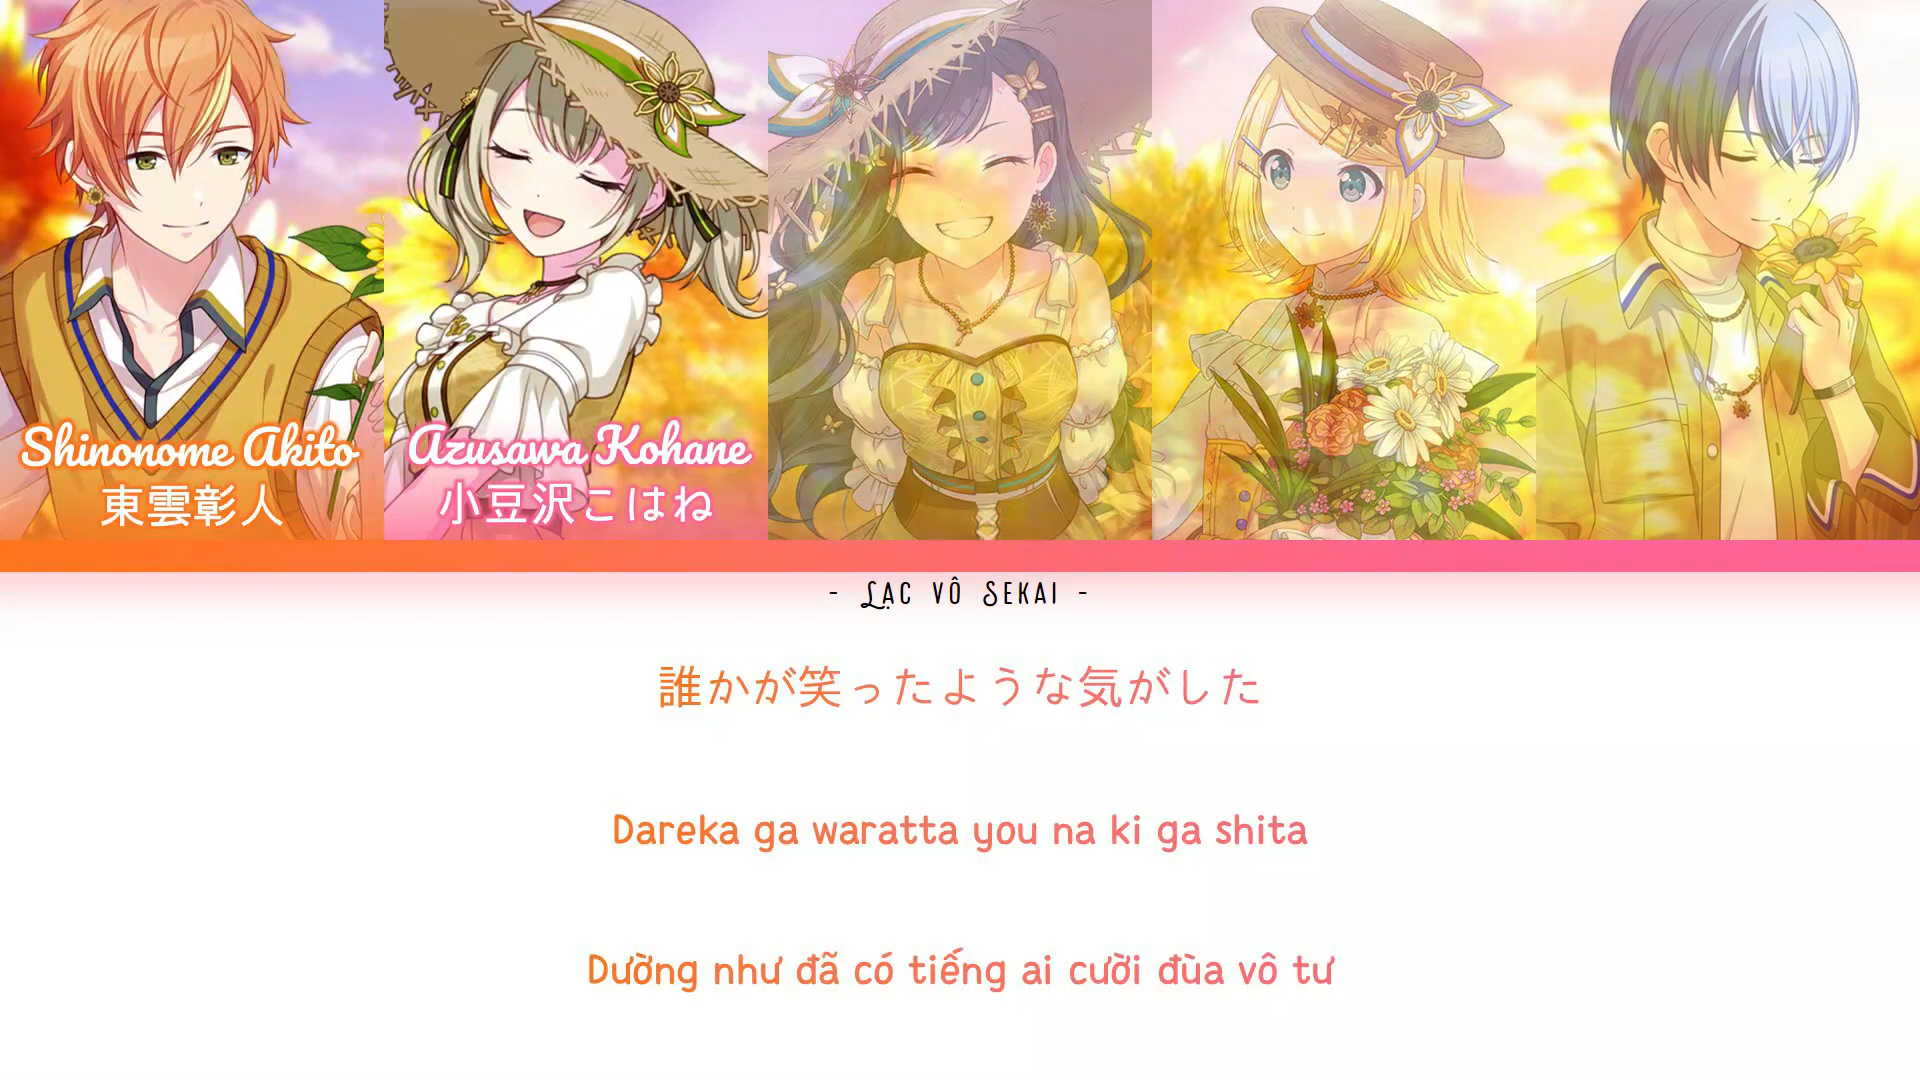 Shinonome Akito
東雲彰人
Azusawa Kohane
小豆沢こはね
- Lạc vô Sekai -
誰かが笑ったような気がした
Dareka ga waratta you na ki ga shita
Dường như đã có tiếng ai cười đùa vô tư